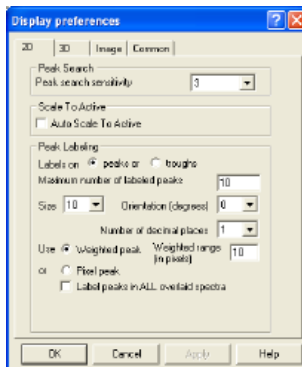 Display preferences
2D 3D Image Common
Peak Search
Peak search sensitivity 3
Scale To Active
Auto Scale To Active
Peak Labeling
Labels on peaks or troughs
Maximum number of labeled peaks 10
Size 10 Orientation (degrees) 0
Number of decimal places 1
Use Weighted peak Weighted range (in pixels) 10
or Pixel peak
Label peaks in ALL overlaid spectra
OK Cancel Apply Help